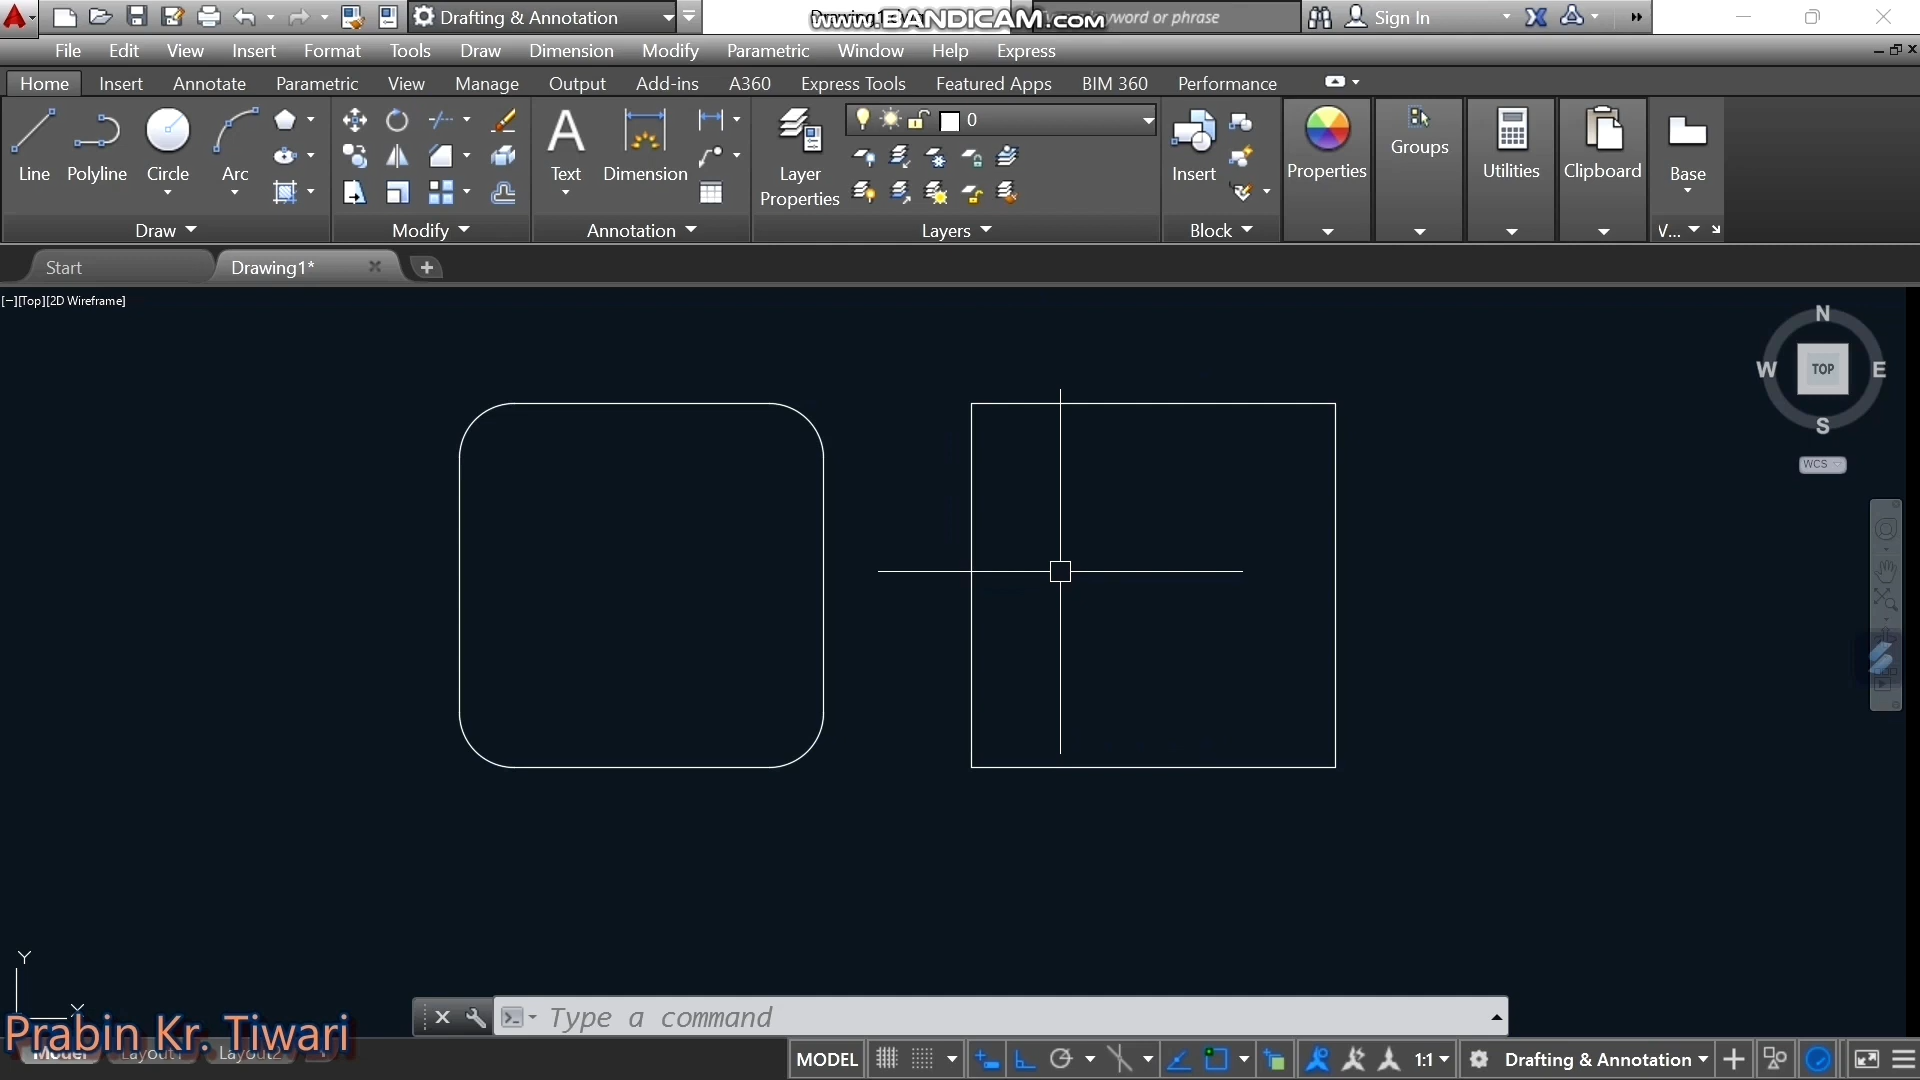 Drafting & Annotation
www.BANDICAM.com
word or phrase
Sign In
File Edit View Insert Format Tools Draw Dimension Modify Parametric Window Help Express
Home Insert Annotate Parametric View Manage Output Add-ins A360 Express Tools Featured Apps BIM 360 Performance
Line Polyline Circle Arc
Text Dimension
Layer Properties
0
Insert
Properties
Groups
Utilities
Clipboard
Base
Draw Modify Annotation Layers Block V...
Start Drawing1*
[−][Top][2D Wireframe]
N
W TOP E
S
WCS
Y
X
Type a command
Prabin Kr. Tiwari
Model Layout1 Layout2
MODEL 1:1 Drafting & Annotation